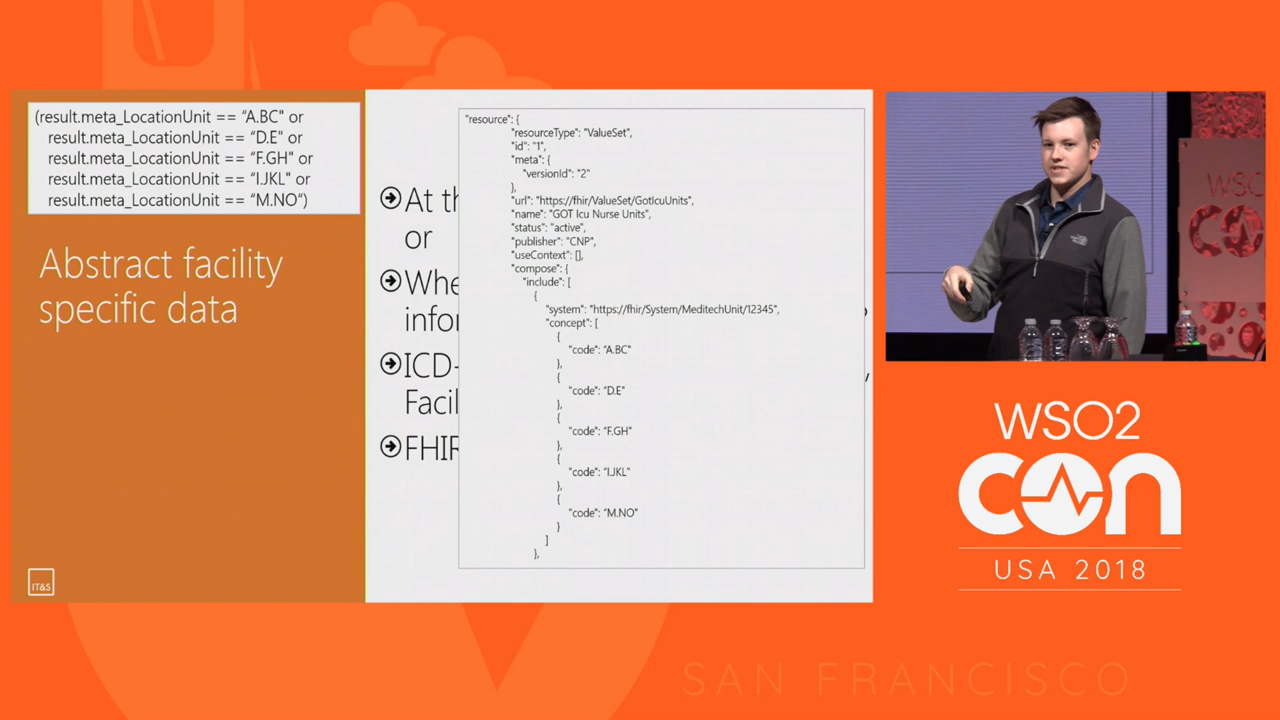 (result.meta_LocationUnit == “A.BC" or
result.meta_LocationUnit == “D.E" or
result.meta_LocationUnit == “F.GH" or
result.meta_LocationUnit == “I.JKL" or
result.meta_LocationUnit == “M.NO“)
Abstract facility
specific data
IT&S
At th
or
Whe
infor
ICD-
Facil
FHIR
"resource": {
"resourceType": "ValueSet",
"id": "1",
"meta": {
"versionId": "2"
},
"url": "https://fhir/ValueSet/GotIcuUnits",
"name": "GOT Icu Nurse Units",
"status": "active",
"publisher": "CNP",
"useContext": [],
"compose": {
"include": [
{
"system": "https://fhir/System/MeditechUnit/12345",
"concept": [
{
"code": “A.BC"
},
{
"code": “D.E"
},
{
"code": “F.GH"
},
{
"code": “I.JKL"
},
{
"code": “M.NO"
}
]
},
WSO2
CON
USA 2018
SAN FRANCISCO